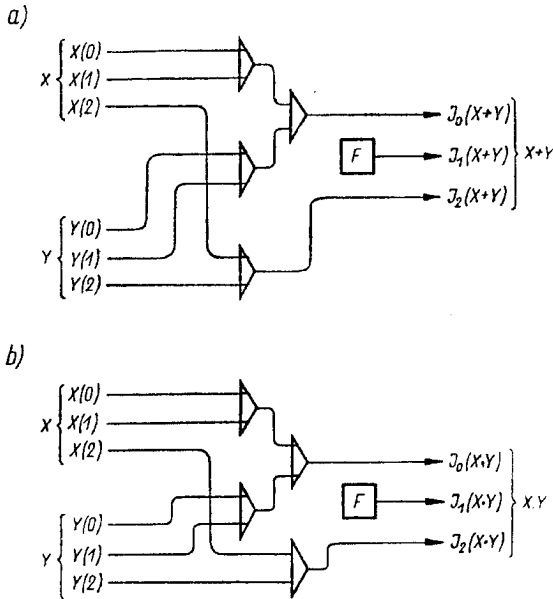 a)
X(0)
X { X(1)
X(2)
Y(0)
Y { Y(1)
Y(2)
F
J₀(X+Y)
J₁(X+Y) } X+Y
J₂(X+Y)
b)
X(0)
X { X(1)
X(2)
Y(0)
Y { Y(1)
Y(2)
F
J₀(X·Y)
J₁(X·Y) } X·Y
J₂(X·Y)